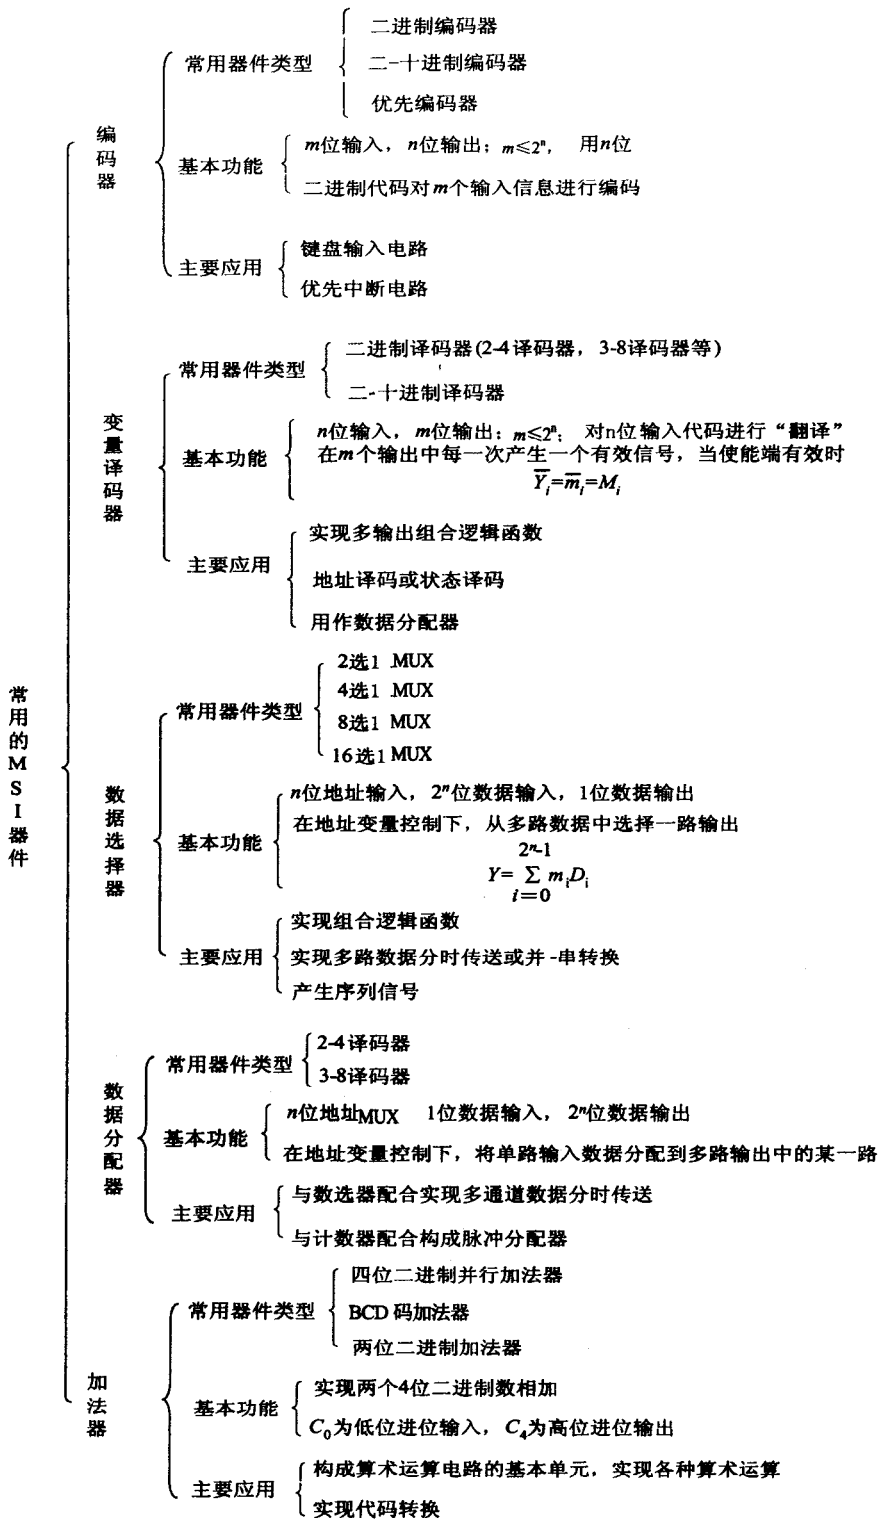 常用的MSI器件
编码器
常用器件类型
二进制编码器
二-十进制编码器
优先编码器
基本功能
m位输入，n位输出；m≤2ⁿ， 用n位
二进制代码对m个输入信息进行编码
主要应用
键盘输入电路
优先中断电路
变量译码器
常用器件类型
二进制译码器(2-4译码器，3-8译码器等)
二-十进制译码器
基本功能
n位输入，m位输出；m≤2ⁿ； 对n位输入代码进行“翻译”
在m个输出中每一次产生一个有效信号，当使能端有效时
Y̅ᵢ=m̅ᵢ=Mᵢ
主要应用
实现多输出组合逻辑函数
地址译码或状态译码
用作数据分配器
数据选择器
常用器件类型
2选1 MUX
4选1 MUX
8选1 MUX
16选1 MUX
基本功能
n位地址输入，2ⁿ位数据输入，1位数据输出
在地址变量控制下，从多路数据中选择一路输出
2ⁿ-1
Y= Σ mᵢDᵢ
i=0
主要应用
实现组合逻辑函数
实现多路数据分时传送或并-串转换
产生序列信号
数据分配器
常用器件类型
2-4译码器
3-8译码器
基本功能
n位地址MUX 1位数据输入，2ⁿ位数据输出
在地址变量控制下，将单路输入数据分配到多路输出中的某一路
主要应用
与数选器配合实现多通道数据分时传送
与计数器配合构成脉冲分配器
加法器
常用器件类型
四位二进制并行加法器
BCD码加法器
两位二进制加法器
基本功能
实现两个4位二进制数相加
C₀为低位进位输入，C₄为高位进位输出
主要应用
构成算术运算电路的基本单元，实现各种算术运算
实现代码转换